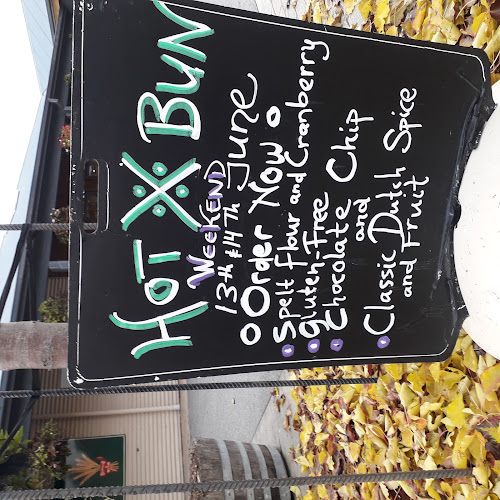 HOT X BUN
WEEKEND
13th & 14th June
Order Now
Spelt flour and Cranberry
Gluten-Free
Chocolate Chip
and
Classic Dutch Spice
and Fruit